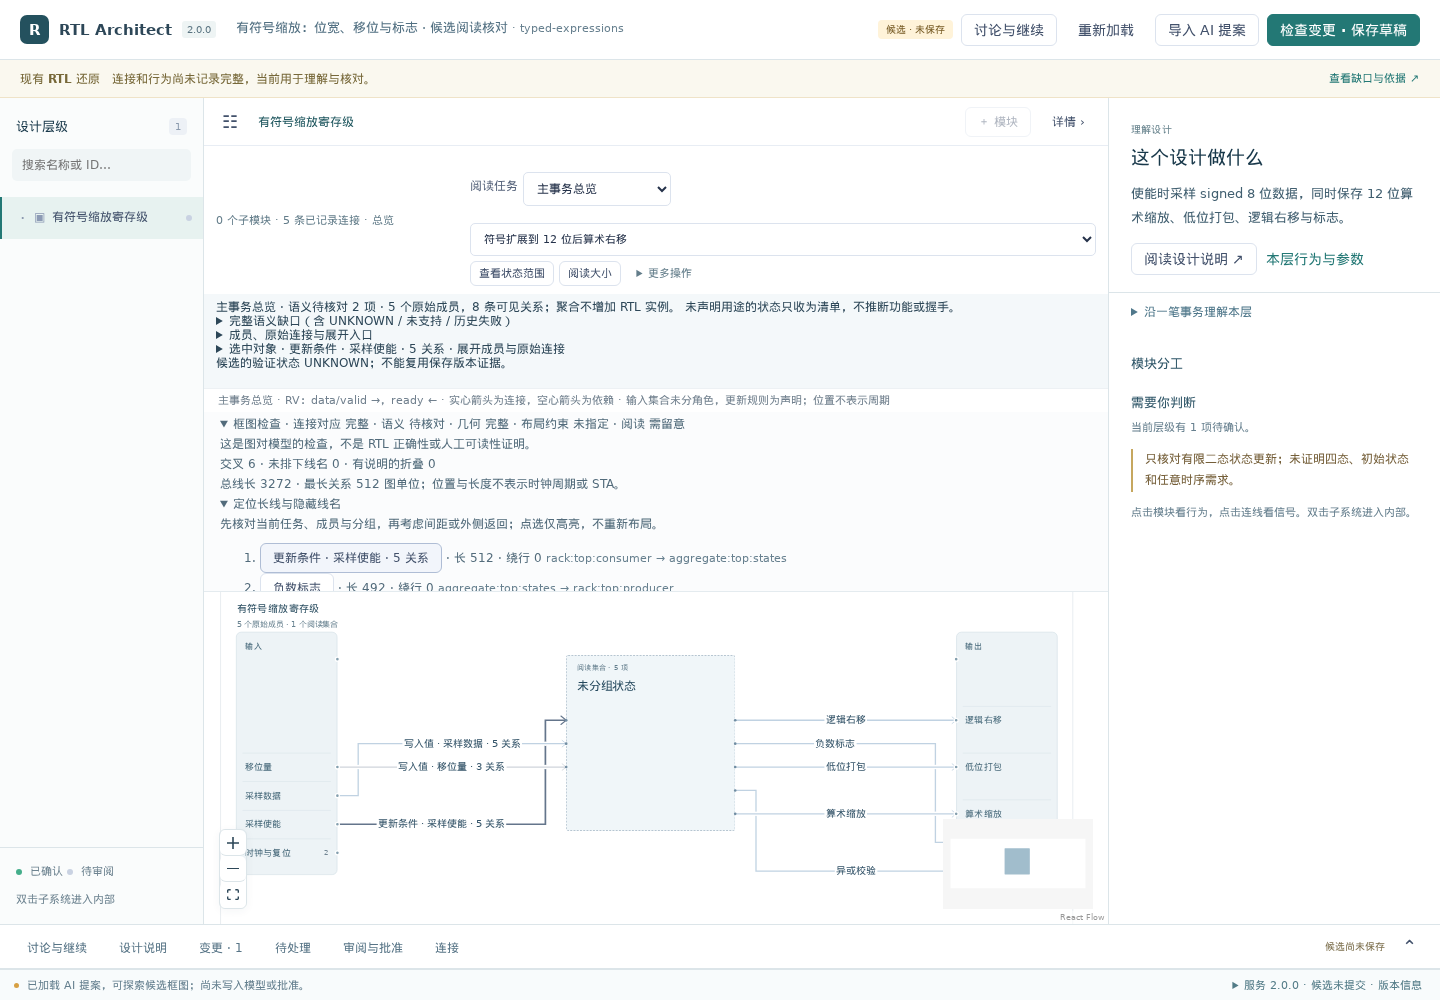 R RTL Architect 2.0.0 有符号缩放：位宽、移位与标志 · 候选阅读核对 · typed-expressions 候选 · 未保存 讨论与继续 重新加载 导入 AI 提案 检查变更 · 保存草稿
现有 RTL 还原 连接和行为尚未记录完整，当前用于理解与核对。 查看缺口与依据 ↗
设计层级 1
搜索名称或 ID…
· ▣ 有符号缩放寄存级
已确认 待审阅
双击子系统进入内部
☷ 有符号缩放寄存级 ＋ 模块 详情 ›
阅读任务 主事务总览
0 个子模块 · 5 条已记录连接 · 总览
符号扩展到 12 位后算术右移
查看状态范围 阅读大小 ▶ 更多操作
主事务总览 · 语义待核对 2 项 · 5 个原始成员，8 条可见关系；聚合不增加 RTL 实例。 未声明用途的状态只收为清单，不推断功能或握手。
▶ 完整语义缺口（含 UNKNOWN / 未支持 / 历史失败）
▶ 成员、原始连接与展开入口
▶ 选中对象 · 更新条件 · 采样使能 · 5 关系 · 展开成员与原始连接
候选的验证状态 UNKNOWN；不能复用保存版本证据。
主事务总览 · RV: data/valid →，ready ← · 实心箭头为连接，空心箭头为依赖 · 输入集合未分角色，更新规则为声明；位置不表示周期
▼ 框图检查 · 连接对应 完整 · 语义 待核对 · 几何 完整 · 布局约束 未指定 · 阅读 需留意
这是图对模型的检查，不是 RTL 正确性或人工可读性证明。
交叉 6 · 未排下线名 0 · 有说明的折叠 0
总线长 3272 · 最长关系 512 图单位；位置与长度不表示时钟周期或 STA。
▼ 定位长线与隐藏线名
先核对当前任务、成员与分组，再考虑间距或外侧返回；点选仅高亮，不重新布局。
1. 更新条件 · 采样使能 · 5 关系 · 长 512 · 绕行 0 rack:top:consumer → aggregate:top:states
2. 负数标志 · 长 492 · 绕行 0 aggregate:top:states → rack:top:producer
有符号缩放寄存级
5 个原始成员 · 1 个阅读集合
输入
移位量
采样数据
采样使能
时钟与复位 2
写入值 · 采样数据 · 5 关系
写入值 · 移位量 · 3 关系
更新条件 · 采样使能 · 5 关系
阅读集合 · 5 项
未分组状态
逻辑右移
负数标志
低位打包
算术缩放
异或校验
输出
逻辑右移
低位打包
算术缩放
React Flow
理解设计
这个设计做什么
使能时采样 signed 8 位数据，同时保存 12 位算
术缩放、低位打包、逻辑右移与标志。
阅读设计说明 ↗ 本层行为与参数
▶ 沿一笔事务理解本层
模块分工
需要你判断
当前层级有 1 项待确认。
只核对有限二态状态更新；未证明四态、初始状态
和任意时序需求。
点击模块看行为，点击连线看信号。双击子系统进入内部。
讨论与继续 设计说明 变更 · 1 待处理 审阅与批准 连接 候选尚未保存 ⌃
已加载 AI 提案，可探索候选框图；尚未写入模型或批准。 ▶ 服务 2.0.0 · 候选未提交 · 版本信息